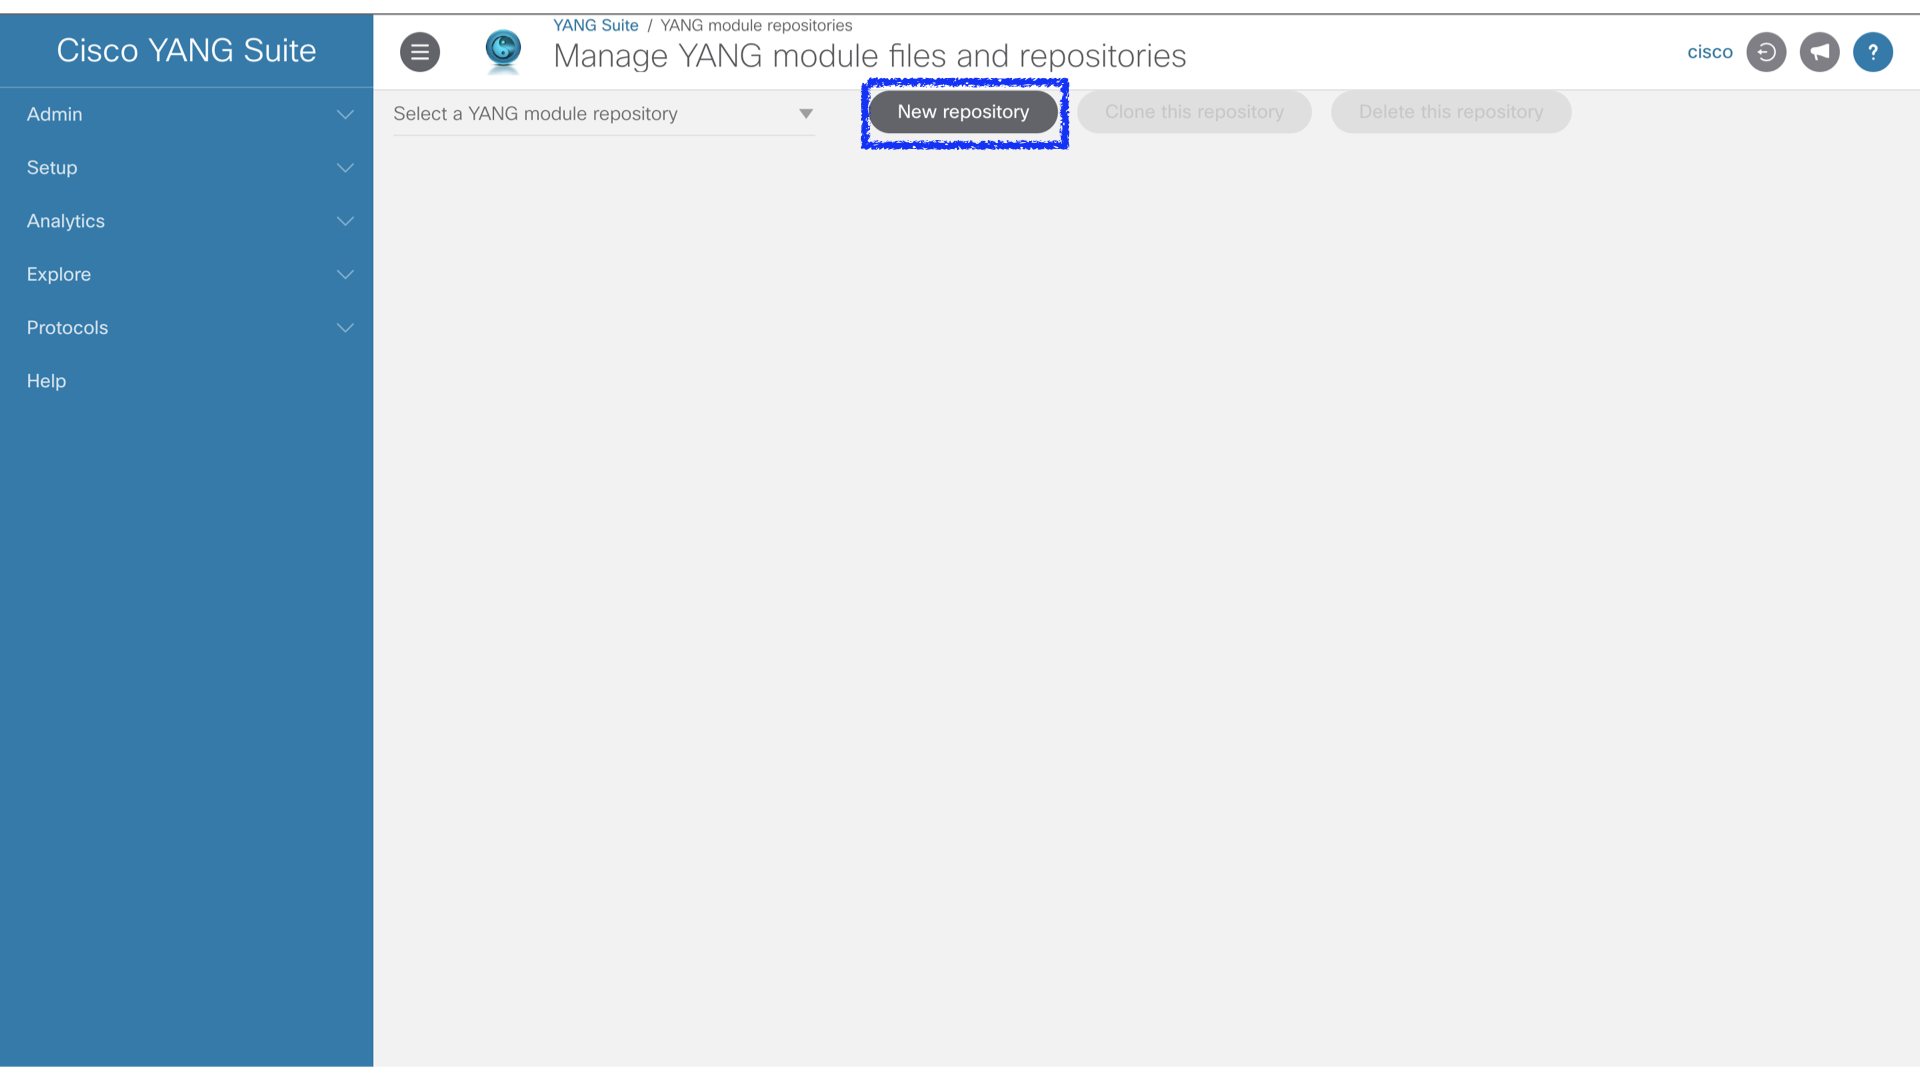 Cisco YANG Suite
YANG Suite / YANG module repositories
Manage YANG module files and repositories
cisco
?
Admin
Setup
Analytics
Explore
Protocols
Help
Select a YANG module repository
New repository
Clone this repository
Delete this repository